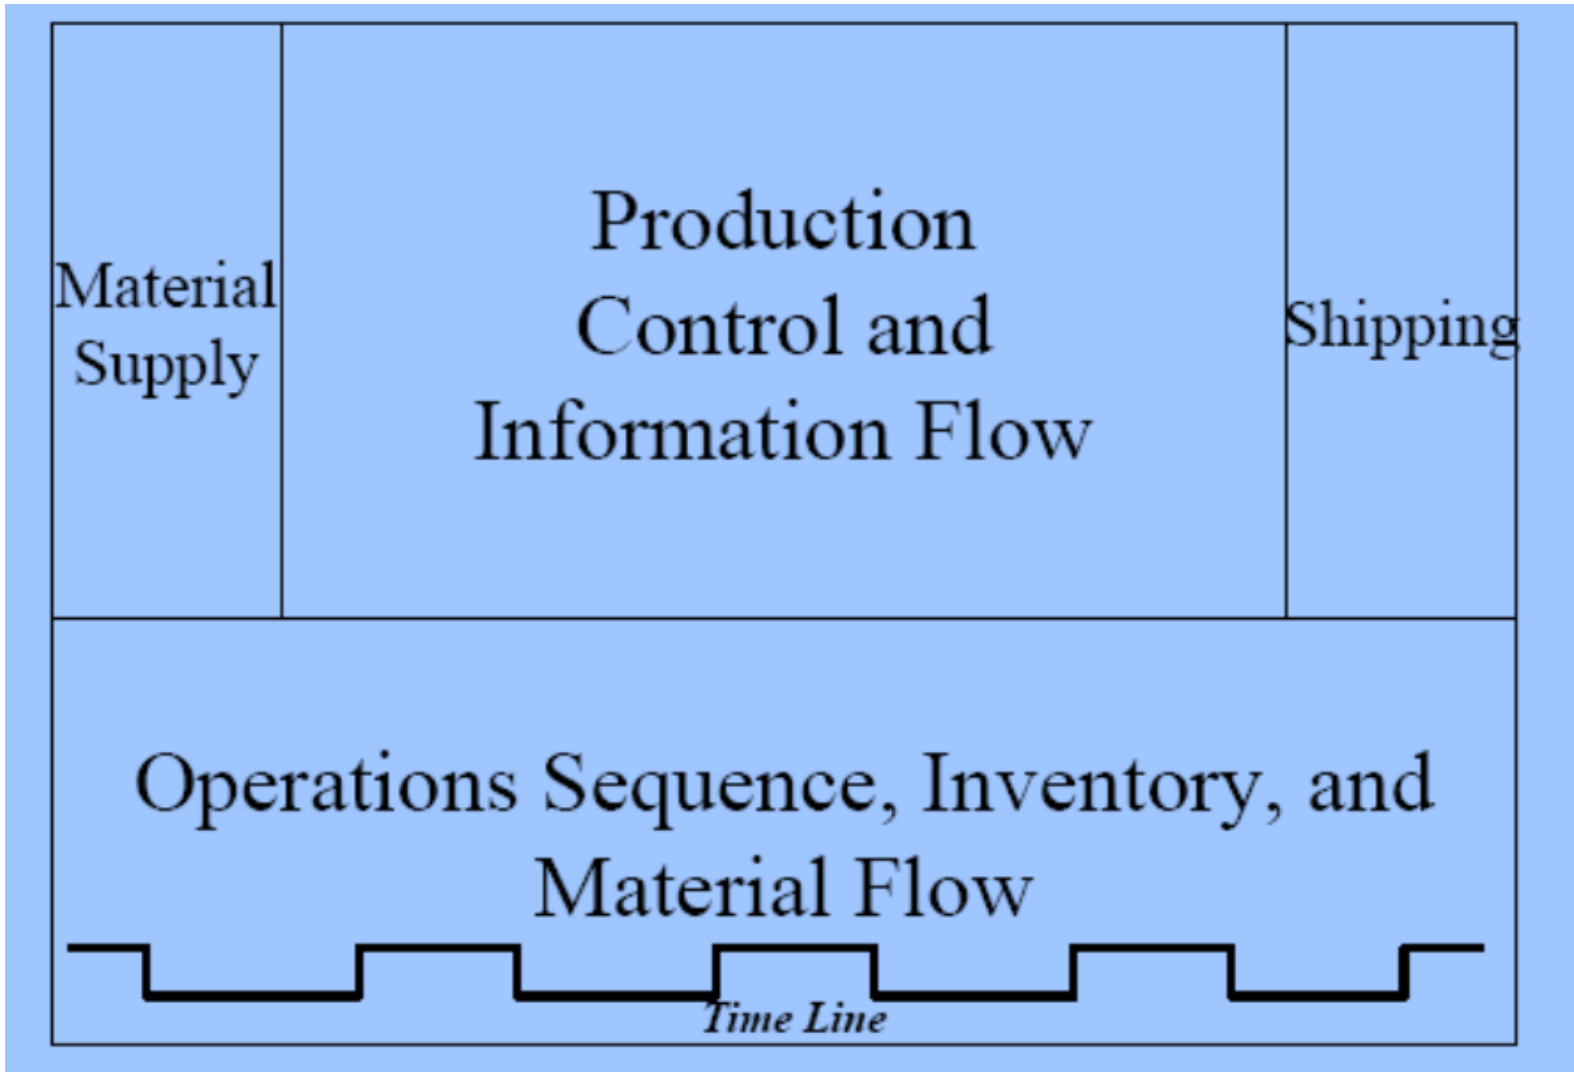 Material
Supply
Production
Control and
Information Flow
Shipping
Operations Sequence, Inventory, and
Material Flow
Time Line